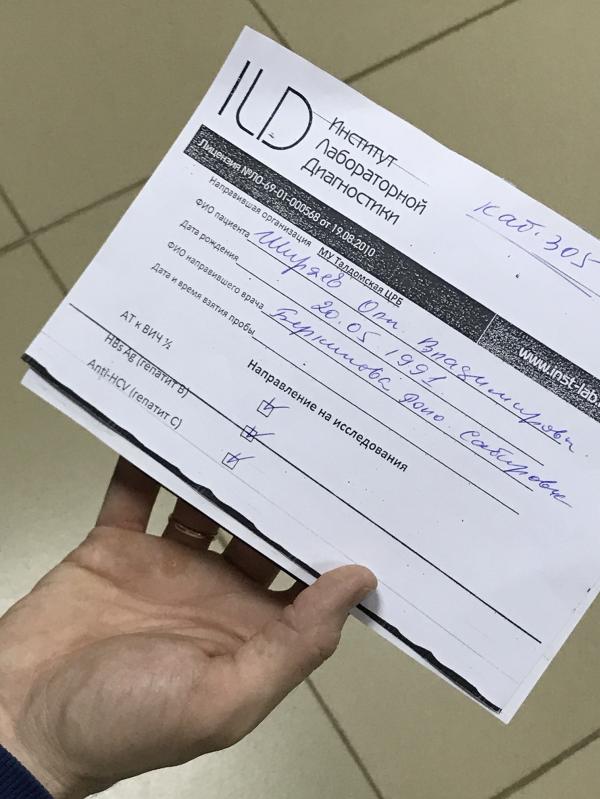 ILD
Институт
Лабораторной
Диагностики
каб. 305
Лицензия №ЛО-69-01-000568 от 19.08.2010
www.inst-lab.
Направившая организация МУ Талдомская ЦРБ
ФИО пациента Ширяев Олег Владимирович
Дата рождения 20.05.1991
ФИО направившего врача Сабировне
Дата и время взятия пробы
Направление на исследования
АТ к ВИЧ ½
HBs Ag (гепатит В)
Anti-HCV (гепатит С)